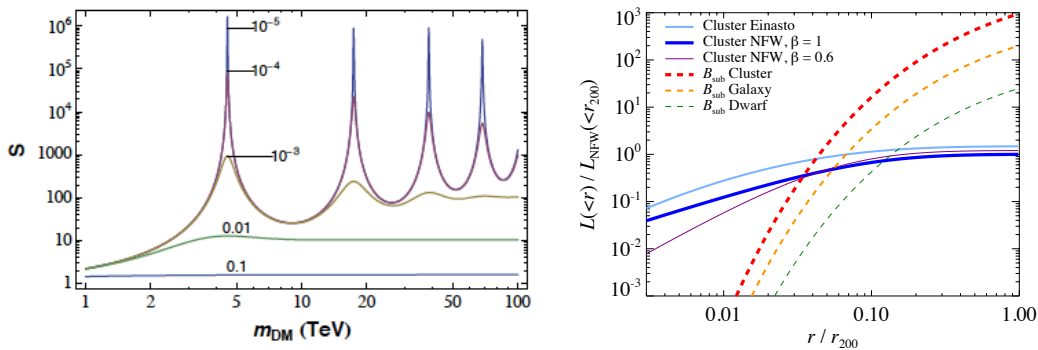 10⁶
10⁵
10⁴
1000
100
10
1
S
10⁻⁵
10⁻⁴
10⁻³
0.01
0.1
1 2 5 10 20 50 100
m_DM (TeV)
10³
10²
10¹
10⁰
10⁻¹
10⁻²
10⁻³
L(<r) / L_NFW(<r₂₀₀)
Cluster Einasto
Cluster NFW, β = 1
Cluster NFW, β = 0.6
B_sub Cluster
B_sub Galaxy
B_sub Dwarf
0.01 0.10 1.00
r / r₂₀₀